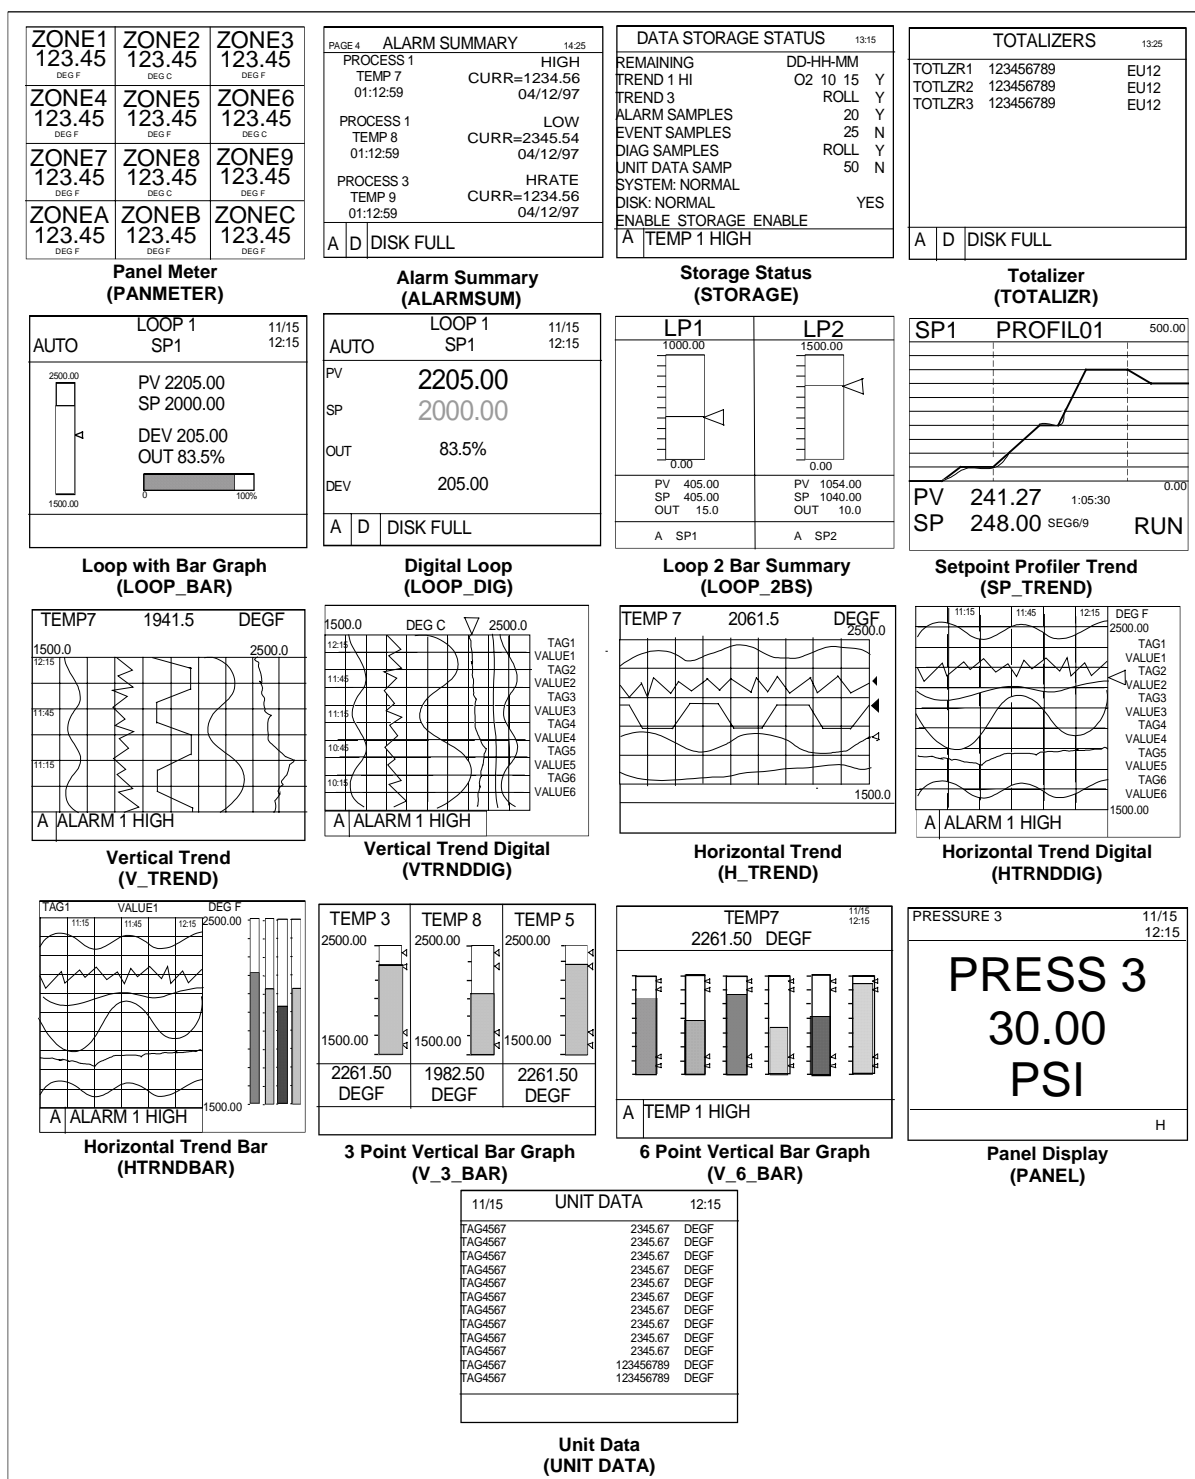 ZONE1 ZONE2 ZONE3
123.45 123.45 123.45
DEG F DEG C DEG F
ZONE4 ZONE5 ZONE6
123.45 123.45 123.45
DEG F DEG F DEG C
ZONE7 ZONE8 ZONE9
123.45 123.45 123.45
DEG F DEG C DEG F
ZONEA ZONEB ZONEC
123.45 123.45 123.45
DEG F DEG F DEG F
Panel Meter
(PANMETER)
PAGE 4 ALARM SUMMARY 14:25
PROCESS 1 HIGH
TEMP 7 CURR=1234.56
01:12:59 04/12/97
PROCESS 1 LOW
TEMP 8 CURR=2345.54
01:12:59 04/12/97
PROCESS 3 HRATE
TEMP 9 CURR=1234.56
01:12:59 04/12/97
A D DISK FULL
Alarm Summary
(ALARMSUM)
DATA STORAGE STATUS 13:15
REMAINING DD-HH-MM
TREND 1 HI O2 10 15 Y
TREND 3 ROLL Y
ALARM SAMPLES 20 Y
EVENT SAMPLES 25 N
DIAG SAMPLES ROLL Y
UNIT DATA SAMP 50 N
SYSTEM: NORMAL
DISK: NORMAL YES
ENABLE STORAGE ENABLE
A TEMP 1 HIGH
Storage Status
(STORAGE)
TOTALIZERS 13:25
TOTLZR1 123456789 EU12
TOTLZR2 123456789 EU12
TOTLZR3 123456789 EU12
A D DISK FULL
Totalizer
(TOTALIZR)
LOOP 1 11/15
AUTO SP1 12:15
2500.00
PV 2205.00
SP 2000.00
DEV 205.00
OUT 83.5%
0 100%
1500.00
Loop with Bar Graph
(LOOP_BAR)
LOOP 1 11/15
AUTO SP1 12:15
PV 2205.00
SP 2000.00
OUT 83.5%
DEV 205.00
A D DISK FULL
Digital Loop
(LOOP_DIG)
LP1 LP2
1000.00 1500.00
0.00 0.00
PV 405.00 PV 1054.00
SP 405.00 SP 1040.00
OUT 15.0 OUT 10.0
A SP1 A SP2
Loop 2 Bar Summary
(LOOP_2BS)
SP1 PROFIL01 500.00
0.00
PV 241.27 1:05:30
SP 248.00 SEG6/9 RUN
Setpoint Profiler Trend
(SP_TREND)
TEMP7 1941.5 DEGF
1500.0 2500.0
12:15
11:45
11:15
A ALARM 1 HIGH
Vertical Trend
(V_TREND)
1500.0 DEG C 2500.0
12:15
11:45
11:15
10:45
10:15
TAG1
VALUE1
TAG2
VALUE2
TAG3
VALUE3
TAG4
VALUE4
TAG5
VALUE5
TAG6
VALUE6
A ALARM 1 HIGH
Vertical Trend Digital
(VTRNDDIG)
TEMP 7 2061.5 DEGF
2500.0
1500.0
Horizontal Trend
(H_TREND)
11:15 11:45 12:15 DEG F
2500.00
TAG1
VALUE1
TAG2
VALUE2
TAG3
VALUE3
TAG4
VALUE4
TAG5
VALUE5
TAG6
VALUE6
1500.00
A ALARM 1 HIGH
Horizontal Trend Digital
(HTRNDDIG)
TAG1 VALUE1 DEG F
11:15 11:45 12:15 2500.00
1500.00
A ALARM 1 HIGH
Horizontal Trend Bar
(HTRNDBAR)
TEMP 3 TEMP 8 TEMP 5
2500.00 2500.00 2500.00
1500.00 1500.00 1500.00
2261.50 1982.50 2261.50
DEGF DEGF DEGF
3 Point Vertical Bar Graph
(V_3_BAR)
TEMP7 11/15
12:15
2261.50 DEGF
A TEMP 1 HIGH
6 Point Vertical Bar Graph
(V_6_BAR)
PRESSURE 3 11/15
12:15
PRESS 3
30.00
PSI
H
Panel Display
(PANEL)
11/15 UNIT DATA 12:15
TAG4567 2345.67 DEGF
TAG4567 2345.67 DEGF
TAG4567 2345.67 DEGF
TAG4567 2345.67 DEGF
TAG4567 2345.67 DEGF
TAG4567 2345.67 DEGF
TAG4567 2345.67 DEGF
TAG4567 2345.67 DEGF
TAG4567 2345.67 DEGF
TAG4567 2345.67 DEGF
TAG4567 123456789 DEGF
TAG4567 123456789 DEGF
Unit Data
(UNIT DATA)